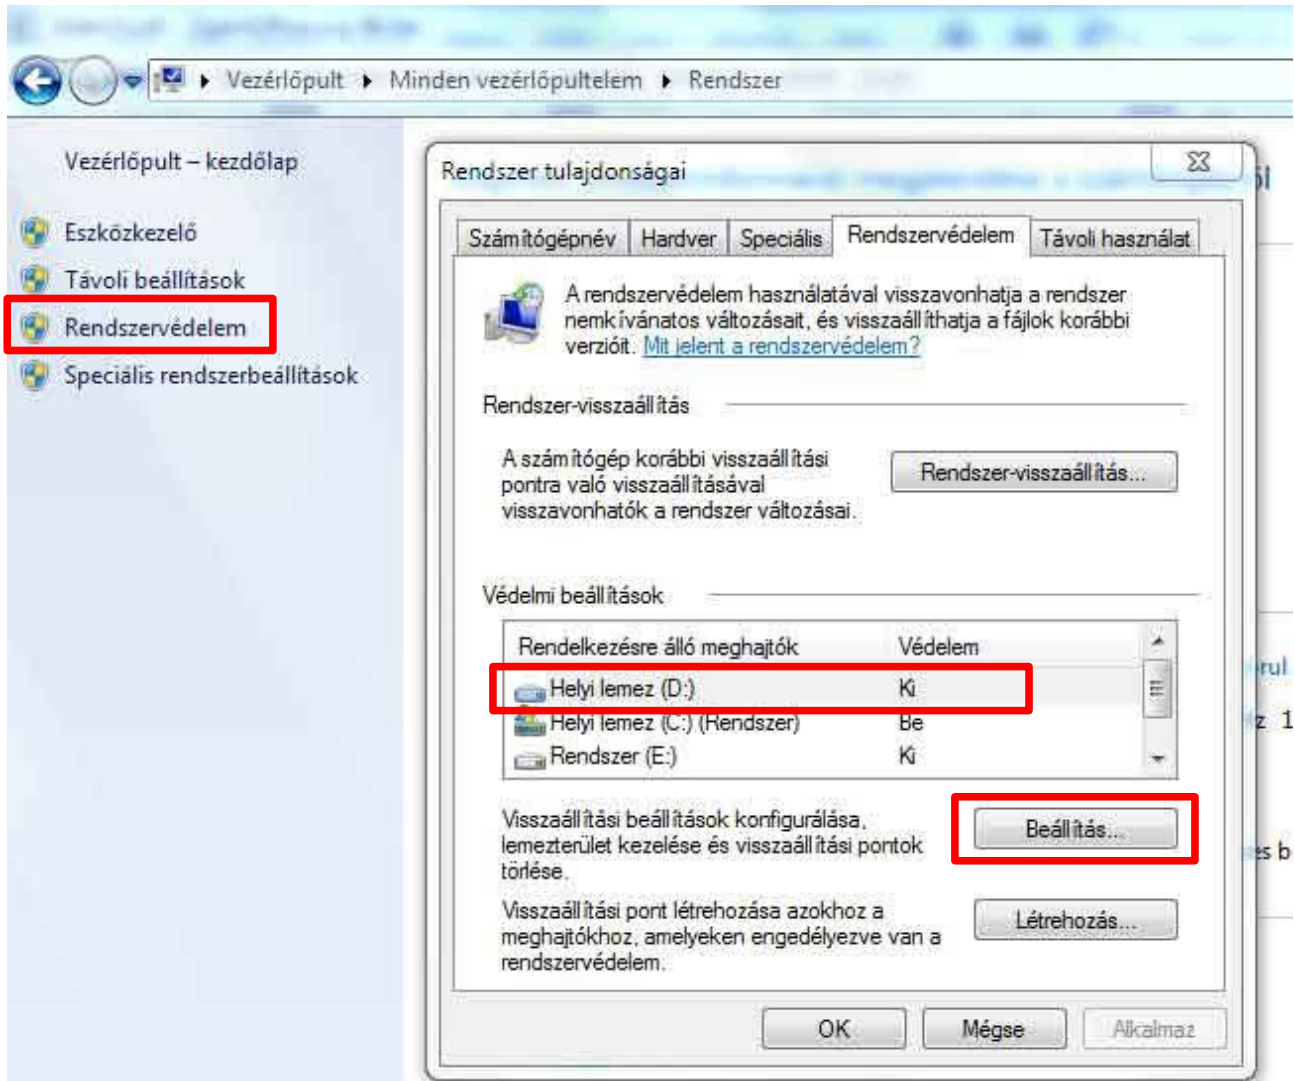 Vezérlőpult ▸ Minden vezérlőpultelem ▸ Rendszer
Vezérlőpult – kezdőlap
Eszközkezelő
Távoli beállítások
Rendszervédelem
Speciális rendszerbeállítások
Rendszer tulajdonságai
Számítógépnév Hardver Speciális Rendszervédelem Távoli használat
A rendszervédelem használatával visszavonhatja a rendszer
nemkívánatos változásait, és visszaállíthatja a fájlok korábbi
verzióit. Mit jelent a rendszervédelem?
Rendszer-visszaállítás
A számítógép korábbi visszaállítási
pontra való visszaállításával
visszavonhatók a rendszer változásai.
Rendszer-visszaállítás...
Védelmi beállítások
Rendelkezésre álló meghajtók Védelem
Helyi lemez (D:) Ki
Helyi lemez (C:) (Rendszer) Be
Rendszer (E:) Ki
Visszaállítási beállítások konfigurálása,
lemezterület kezelése és visszaállítási pontok
törlése.
Beállítás...
Visszaállítási pont létrehozása azokhoz a
meghajtókhoz, amelyeken engedélyezve van a
rendszervédelem.
Létrehozás...
OK Mégse Alkalmaz